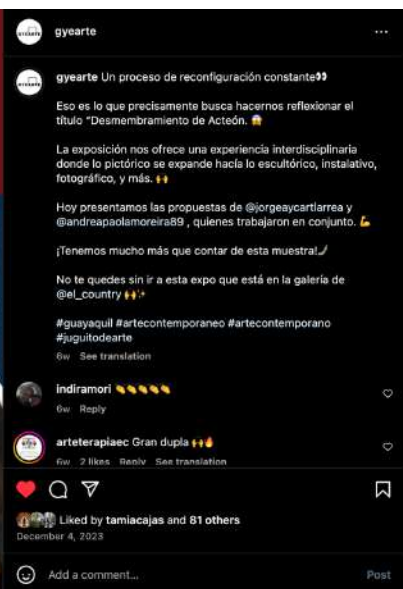 gyearte
gyearte Un proceso de reconfiguración constante
Eso es lo que precisamente busca hacernos reflexionar el
título "Desmembramiento de Acteón.
La exposición nos ofrece una experiencia interdisciplinaria
donde lo pictórico se expande hacía lo escultórico, instalativo,
fotográfico, y más.
Hoy presentamos las propuestas de @jorgeaycartlarrea y
@andreapaolamoreira89 , quienes trabajaron en conjunto.
¡Tenemos mucho más que contar de esta muestra!
No te quedes sin ir a esta expo que está en la galería de
@el_country
#guayaquil #artecontemporaneo #artecontemporano
#juguitodearte
6w See translation
indiramori
6w Reply
arteterapiaec Gran dupla
6w 2 likes Reply See translation
Liked by tamiacajas and 81 others
December 4, 2023
Add a comment...
Post